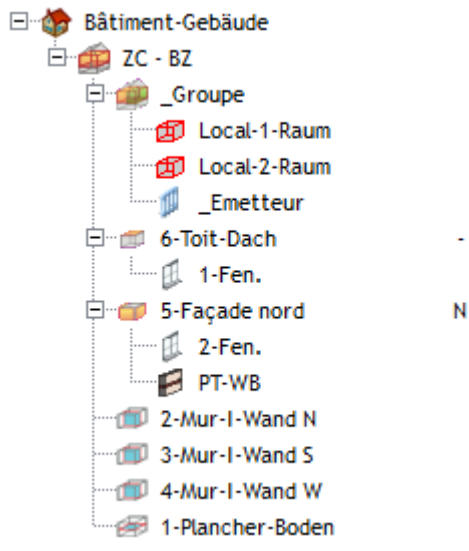 Bâtiment-Gebäude
ZC - BZ
_Groupe
Local-1-Raum
Local-2-Raum
_Emetteur
6-Toit-Dach -
1-Fen.
5-Façade nord N
2-Fen.
PT-WB
2-Mur-I-Wand N
3-Mur-I-Wand S
4-Mur-I-Wand W
1-Plancher-Boden